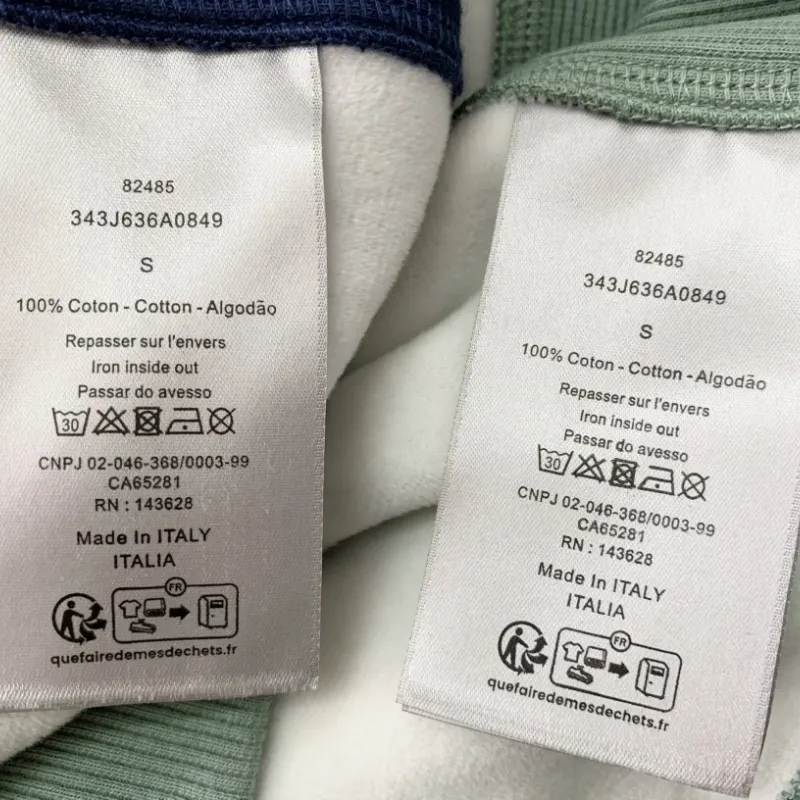 82485
343J636A0849
S
100% Coton - Cotton - Algodão
Repasser sur l'envers
Iron inside out
Passar do avesso
30
CNPJ 02-046-368/0003-99
CA65281
RN : 143628
Made In ITALY
ITALIA
FR
quefairedemesdechets.fr
82485
343J636A0849
S
100% Coton - Cotton - Algodão
Repasser sur l'envers
Iron inside out
Passar do avesso
30
CNPJ 02-046-368/0003-99
CA65281
RN : 143628
Made In ITALY
ITALIA
FR
quefairedemesdechets.fr